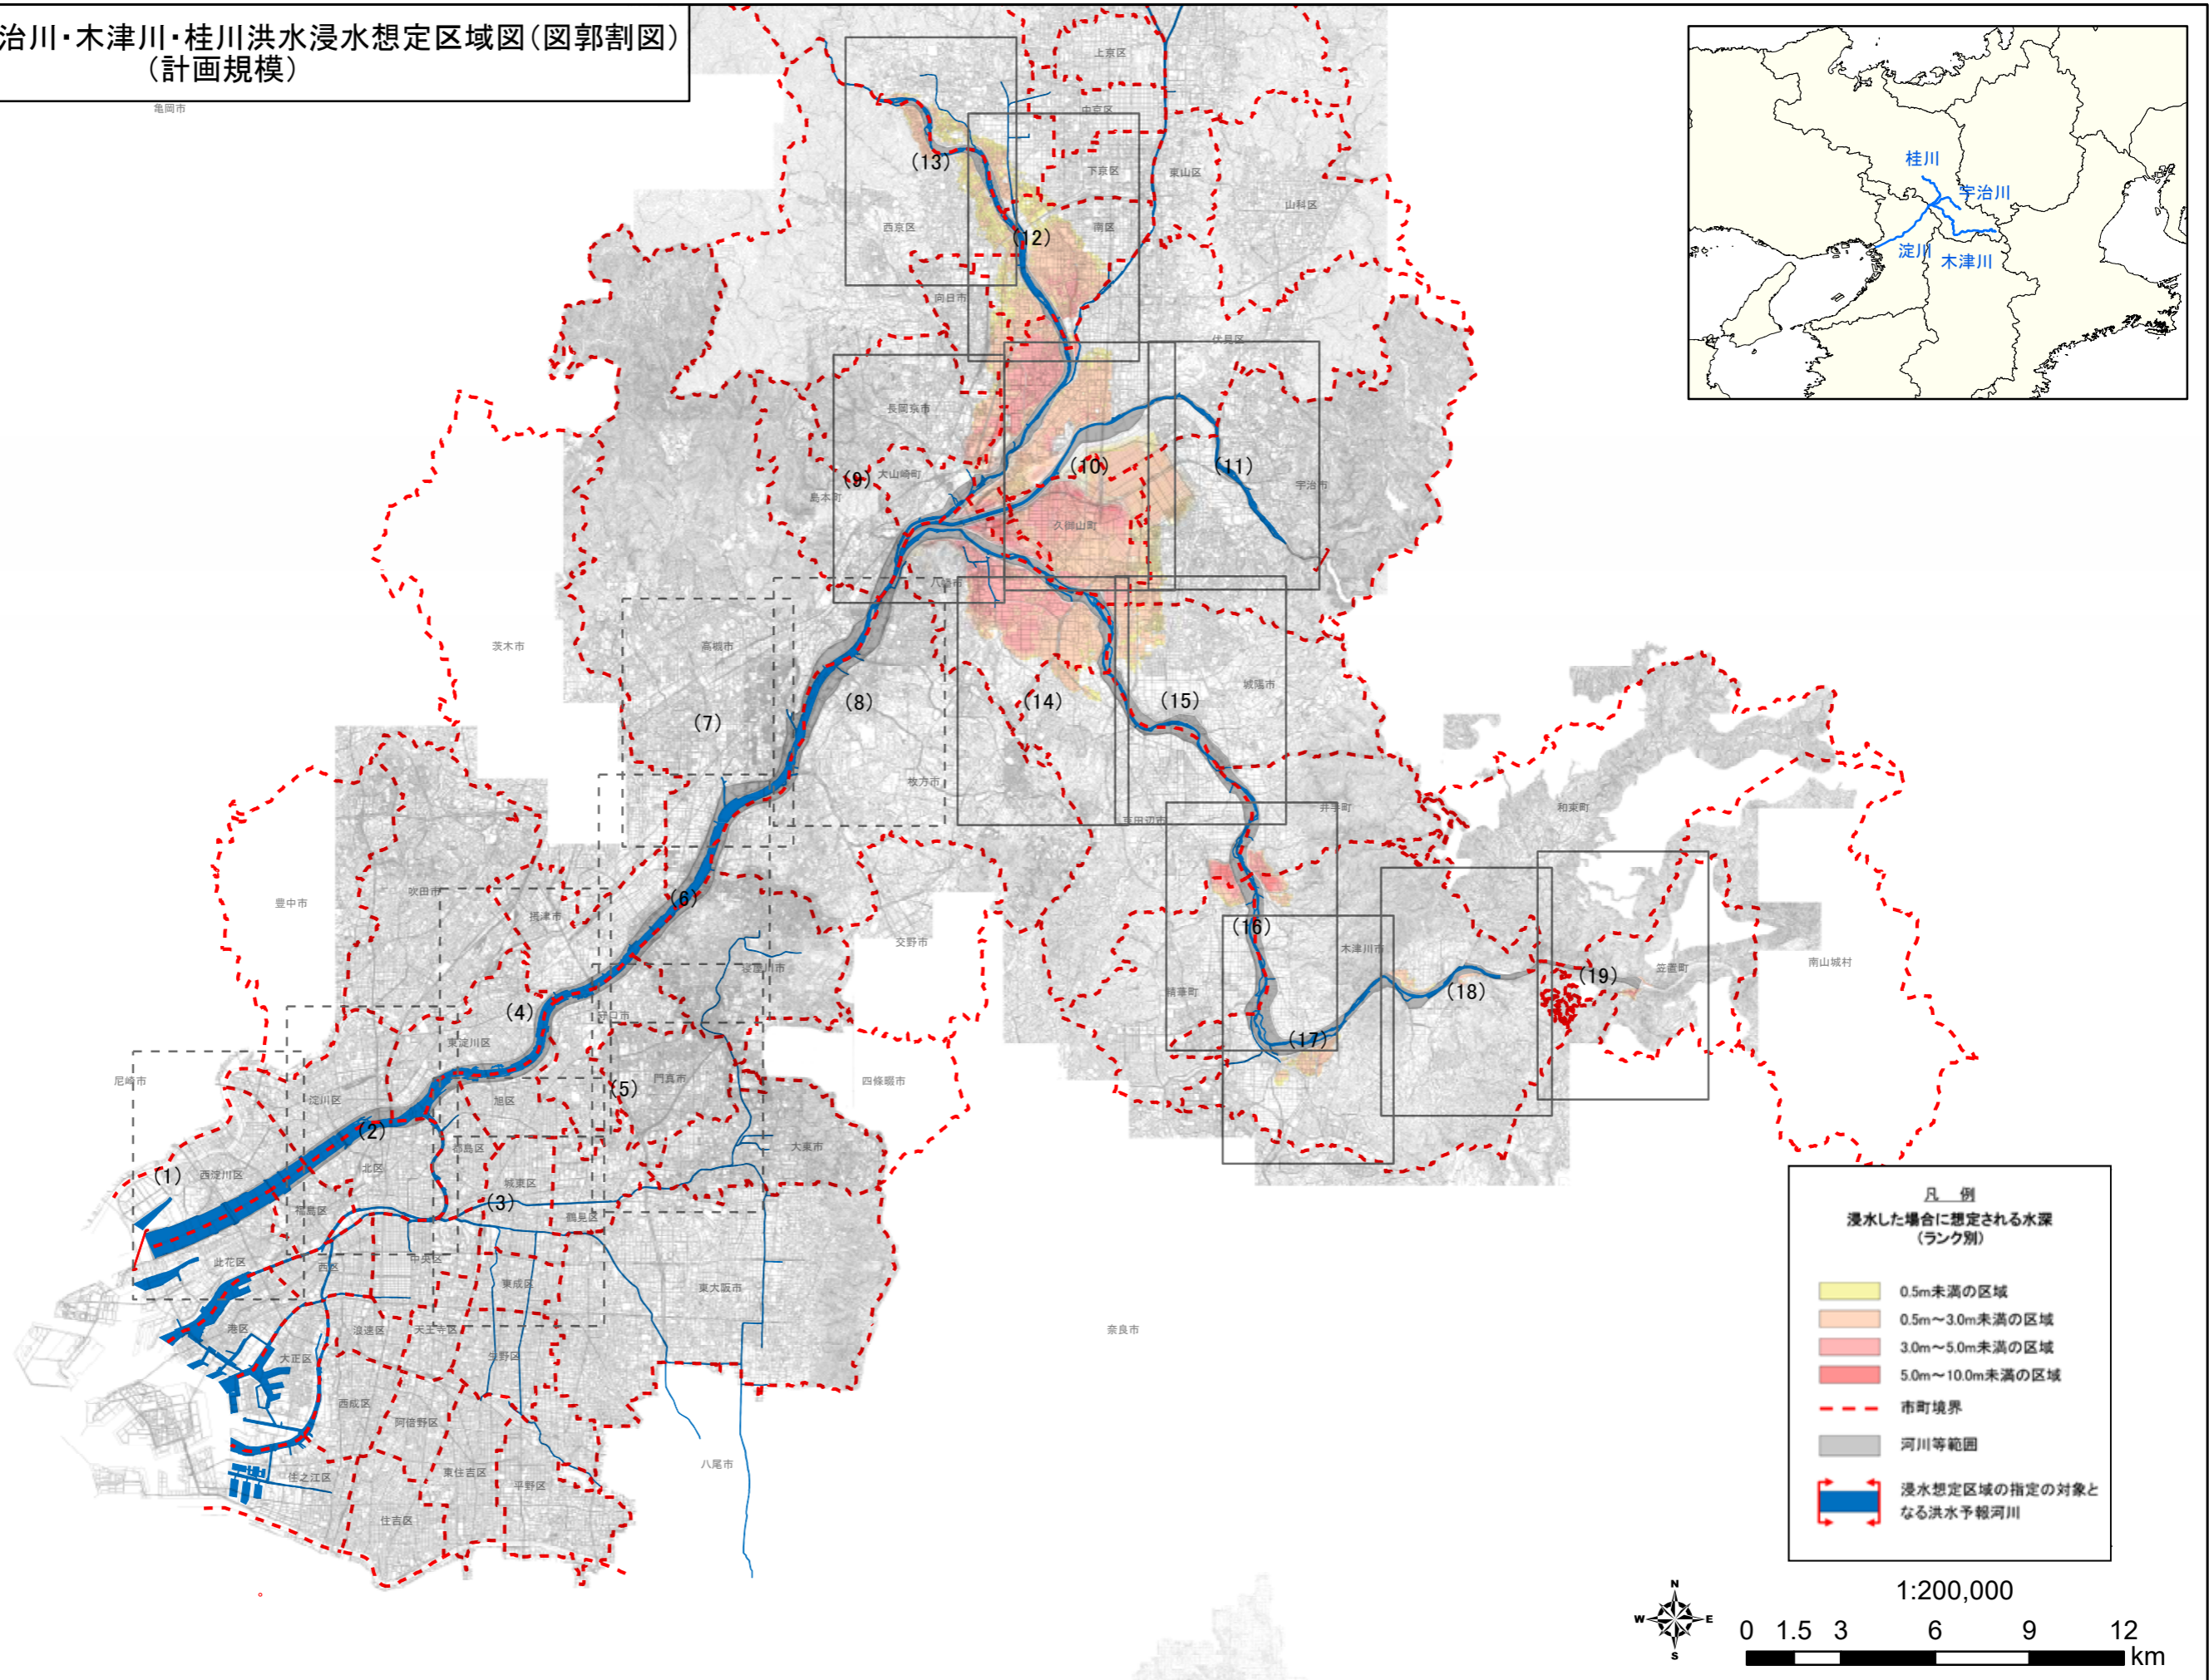 治川・木津川・桂川洪水浸水想定区域図(図郭割図)
(計画規模)
亀岡市
上京区
中京区
下京区
東山区
山科区
西京区
南区
向日市
伏見区
長岡京市
大山崎町
島本町
宇治市
久御山町
八幡市
茨木市
高槻市
城陽市
枚方市
京田辺市
井手町
和束町
豊中市
吹田市
摂津市
交野市
寝屋川市
木津川市
笠置町
南山城村
精華町
守口市
東淀川区
門真市
四條畷市
尼崎市
淀川区
旭区
都島区
大東市
西淀川区
北区
城東区
福島区
鶴見区
此花区
西区
中央区
東成区
東大阪市
港区
浪速区
天王寺区
生野区
大正区
奈良市
西成区
阿倍野区
八尾市
住之江区
東住吉区
平野区
住吉区
(13)
(12)
(9)
(10)
(11)
(7)
(8)
(14)
(15)
(6)
(16)
(4)
(18)
(19)
(17)
(5)
(2)
(1)
(3)
桂川
宇治川
淀川
木津川
凡 例
浸水した場合に想定される水深
(ランク別)
0.5m未満の区域
0.5m～3.0m未満の区域
3.0m～5.0m未満の区域
5.0m～10.0m未満の区域
市町境界
河川等範囲
浸水想定区域の指定の対象と
なる洪水予報河川
1:200,000
N
W E
S
0 1.5 3 6 9 12
km